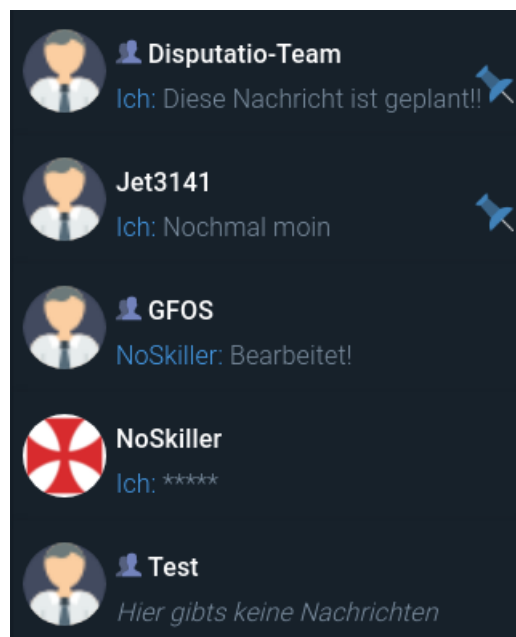 Disputatio-Team
Ich: Diese Nachricht ist geplant!!
Jet3141
Ich: Nochmal moin
GFOS
NoSkiller: Bearbeitet!
NoSkiller
Ich: *****
Test
Hier gibts keine Nachrichten